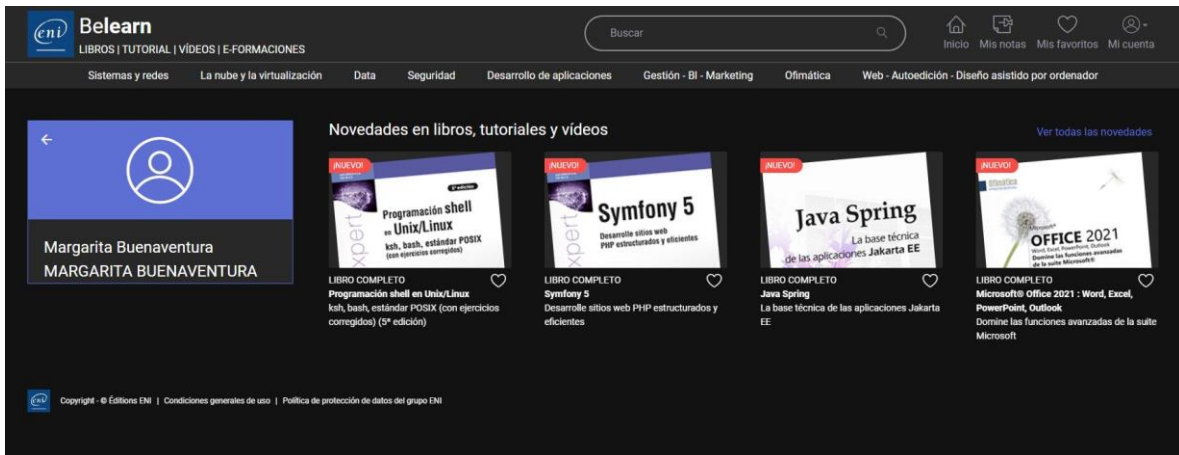 eni
Belearn
LIBROS | TUTORIAL | VÍDEOS | E-FORMACIONES
Buscar
Inicio Mis notas Mis favoritos Mi cuenta
Sistemas y redes La nube y la virtualización Data Seguridad Desarrollo de aplicaciones Gestión - BI - Marketing Ofimática Web - Autoedición - Diseño asistido por ordenador
Margarita Buenaventura
MARGARITA BUENAVENTURA
Novedades en libros, tutoriales y vídeos
Ver todas las novedades
¡NUEVO!
5ª edición
Programación shell
en Unix/Linux
ksh, bash, estándar POSIX
(con ejercicios corregidos)
xpert
LIBRO COMPLETO
Programación shell en Unix/Linux
ksh, bash, estándar POSIX (con ejercicios
corregidos) (5ª edición)
¡NUEVO!
Symfony 5
Desarrolle sitios web
PHP estructurados y eficientes
xpert
LIBRO COMPLETO
Symfony 5
Desarrolle sitios web PHP estructurados y
eficientes
¡NUEVO!
Java Spring
La base técnica
de las aplicaciones Jakarta EE
LIBRO COMPLETO
Java Spring
La base técnica de las aplicaciones Jakarta
EE
¡NUEVO!
ofimática
Microsoft®
OFFICE 2021
Word, Excel, PowerPoint, Outlook
Domine las funciones avanzadas
de la suite Microsoft®
LIBRO COMPLETO
Microsoft® Office 2021 : Word, Excel,
PowerPoint, Outlook
Domine las funciones avanzadas de la suite
Microsoft
eni
Copyright - © Éditions ENI | Condiciones generales de uso | Política de protección de datos del grupo ENI